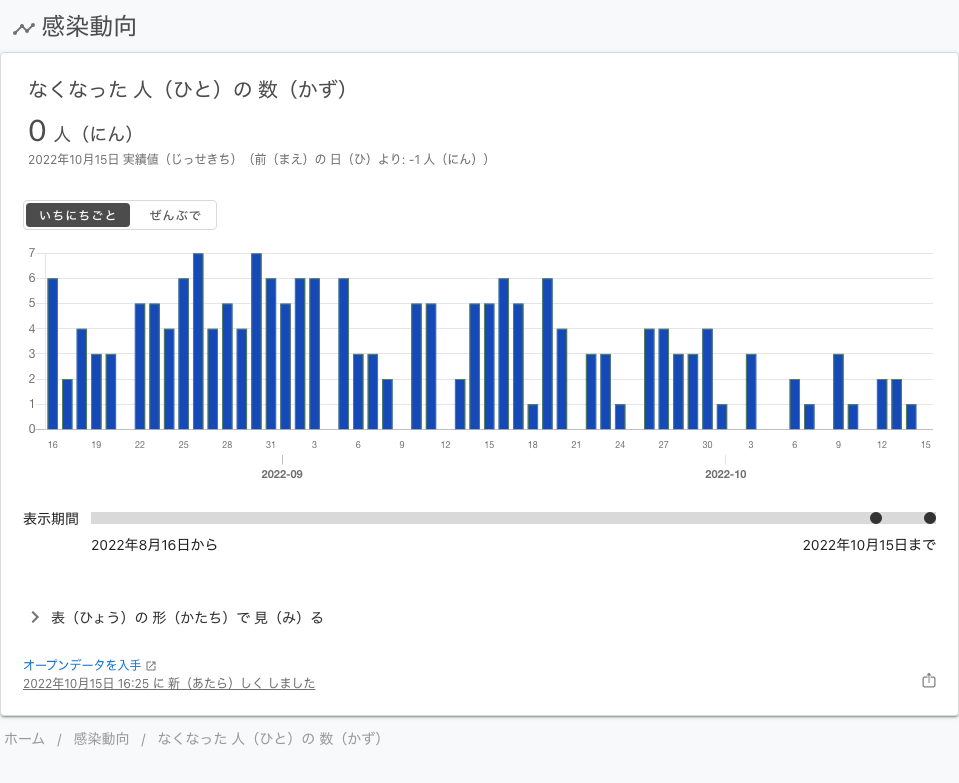 感染動向
なくなった 人（ひと）の 数（かず）
0 人（にん）
2022年10月15日 実績値（じっせきち）（前（まえ）の 日（ひ）より: -1 人（にん））
いちにちごと ぜんぶで
7
6
5
4
3
2
1
0
16 19 22 25 28 31 3 6 9 12 15 18 21 24 27 30 3 6 9 12 15
2022-09 2022-10
表示期間
2022年8月16日から 2022年10月15日まで
表（ひょう）の 形（かたち）で 見（み）る
オープンデータを入手
2022年10月15日 16:25 に 新（あたら）しく しました
ホーム / 感染動向 / なくなった 人（ひと）の 数（かず）